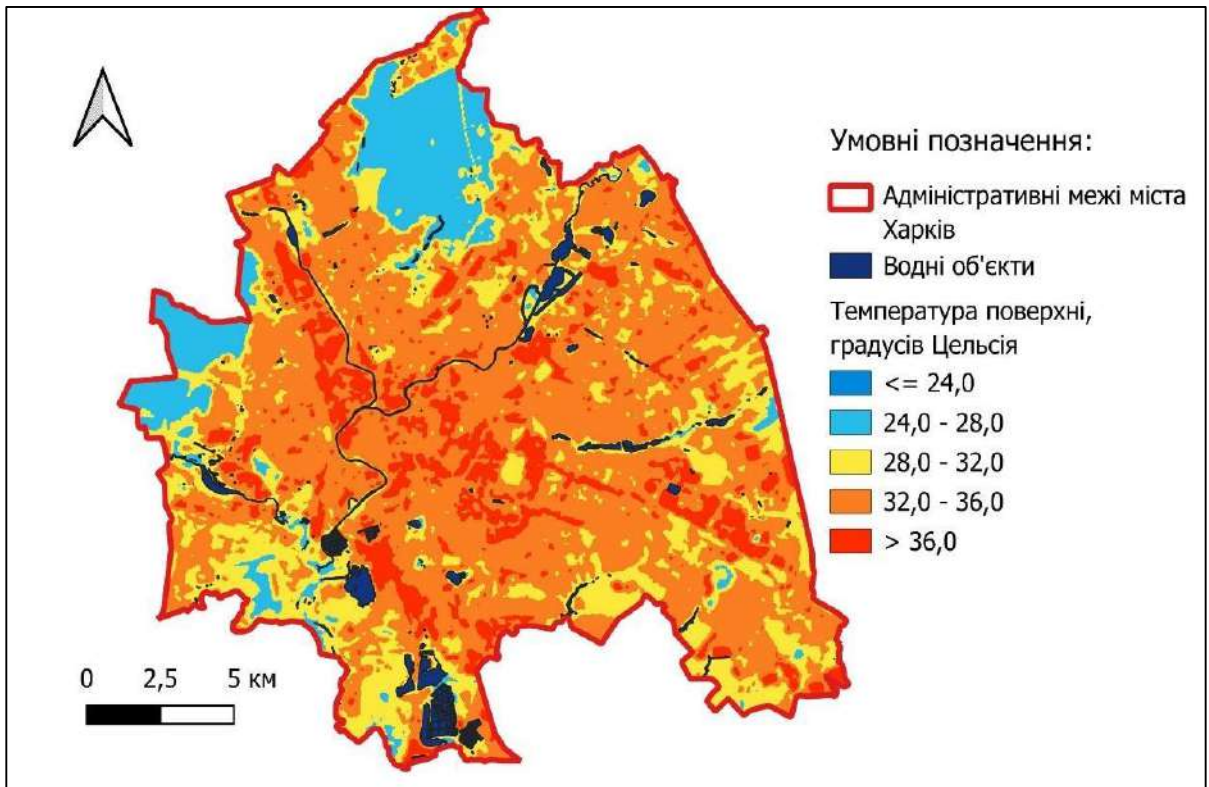 Умовні позначення:
Адміністративні межі міста
Харків
Водні об'єкти
Температура поверхні,
градусів Цельсія
<= 24,0
24,0 - 28,0
28,0 - 32,0
32,0 - 36,0
> 36,0
0 2,5 5 км